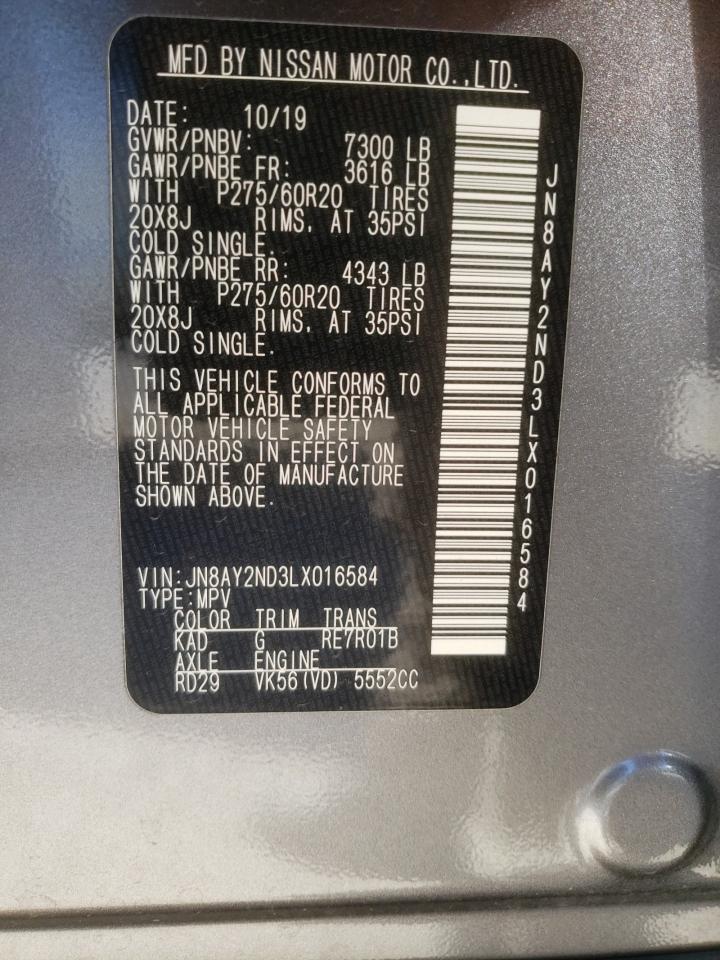 MFD BY NISSAN MOTOR CO.,LTD.
DATE: 10/19
GVWR/PNBV: 7300 LB
GAWR/PNBE FR: 3616 LB
WITH P275/60R20 TIRES
20X8J RIMS, AT 35PSI
COLD SINGLE.
GAWR/PNBE RR: 4343 LB
WITH P275/60R20 TIRES
20X8J RIMS, AT 35PSI
COLD SINGLE.
THIS VEHICLE CONFORMS TO
ALL APPLICABLE FEDERAL
MOTOR VEHICLE SAFETY
STANDARDS IN EFFECT ON
THE DATE OF MANUFACTURE
SHOWN ABOVE.
VIN:JN8AY2ND3LX016584
TYPE:MPV
COLOR TRIM TRANS
KAD G RE7R01B
AXLE ENGINE
RD29 VK56(VD) 5552CC
JN8AY2ND3LX016584